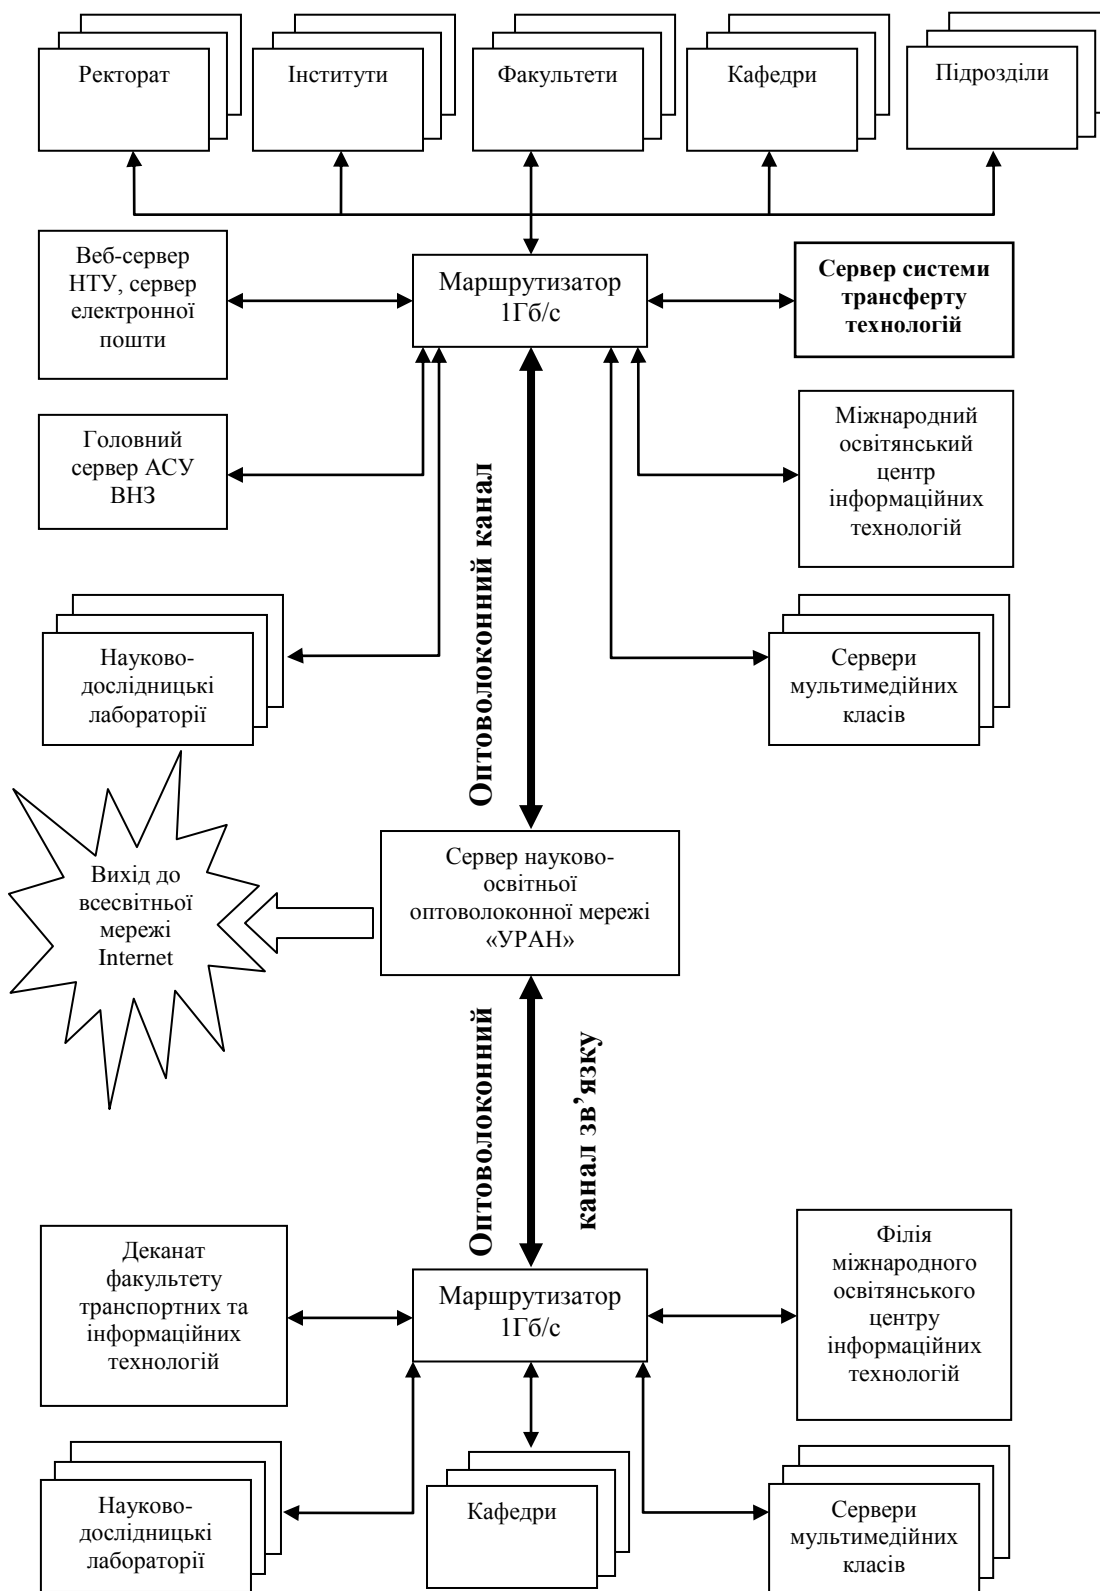 Ректорат
Інститути
Факультети
Кафедри
Підрозділи
Веб-сервер
НТУ, сервер
електронної
пошти
Маршрутизатор
1Гб/с
Сервер системи
трансферту
технологій
Головний
сервер АСУ
ВНЗ
Міжнародний
освітянський
центр
інформаційних
технологій
Оптоволоконний канал
Науково-
дослідницькі
лабораторії
Сервери
мультимедійних
класів
Вихід до
всесвітньої
мережі
Internet
Сервер науково-
освітньої
оптоволоконної мережі
«УРАН»
Оптоволоконний
канал зв’язку
Деканат
факультету
транспортних та
інформаційних
технологій
Маршрутизатор
1Гб/с
Філія
міжнародного
освітянського
центру
інформаційних
технологій
Науково-
дослідницькі
лабораторії
Кафедри
Сервери
мультимедійних
класів